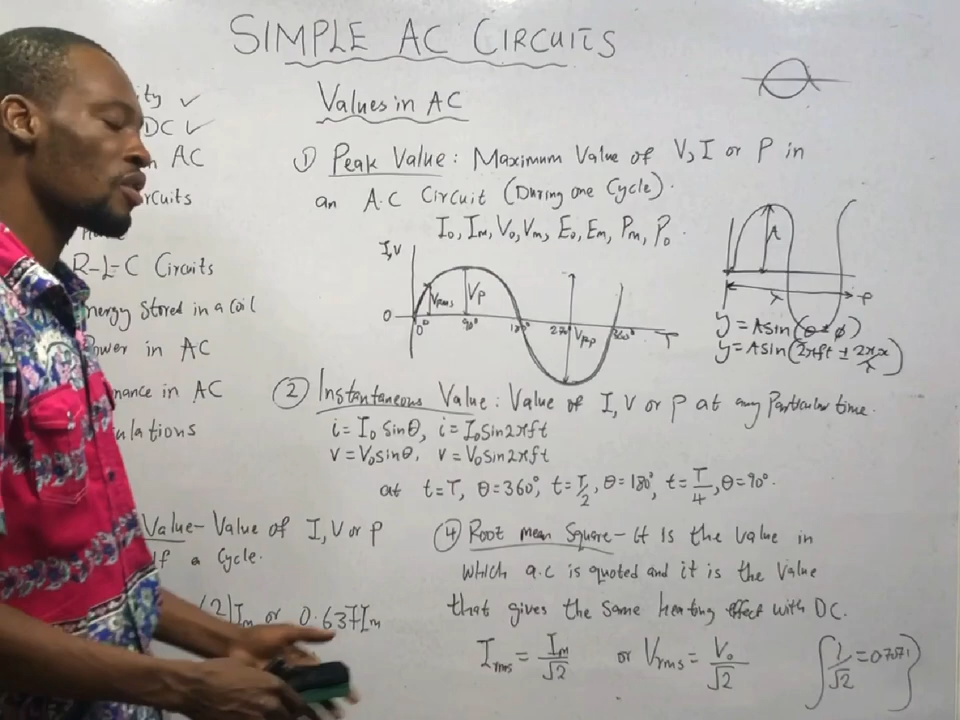 SIMPLE AC CIRCUITS
ty ✓
DC ✓
AC
rcuits
R-L-C Circuits
nergy Stored in a Coil
Power in AC
nance in AC
ulations
Values in AC
① Peak Value: Maximum Value of V, I or P in
an A.C Circuit (During one Cycle).
I₀, Iₘ, V₀, Vₘ, E₀, Eₘ, Pₘ, P₀.
I,V
0
Vrms
Vp
0° 90° 180° 270 360° T
Vp-p
A
λ
y = A sin(θ ± φ)
y = A sin(2πft ± 2πx/λ)
② Instantaneous Value: Value of I, V or P at any Particular time.
i = I₀ sinθ, i = I₀ sin2πft
v = V₀ sinθ, v = V₀ sin2πft
at t=T, θ=360°, t=T/2, θ=180°, t=T/4, θ=90°.
Value - Value of I, V or P
lf a Cycle.
2)Iₘ or 0.637Iₘ
④ Root mean Square - It Is the value in
which a.c is quoted and it is the value
that gives the Same heating effect with DC.
Irms = Iₘ/√2 or Vrms = V₀/√2 {1/√2 = 0.7071}